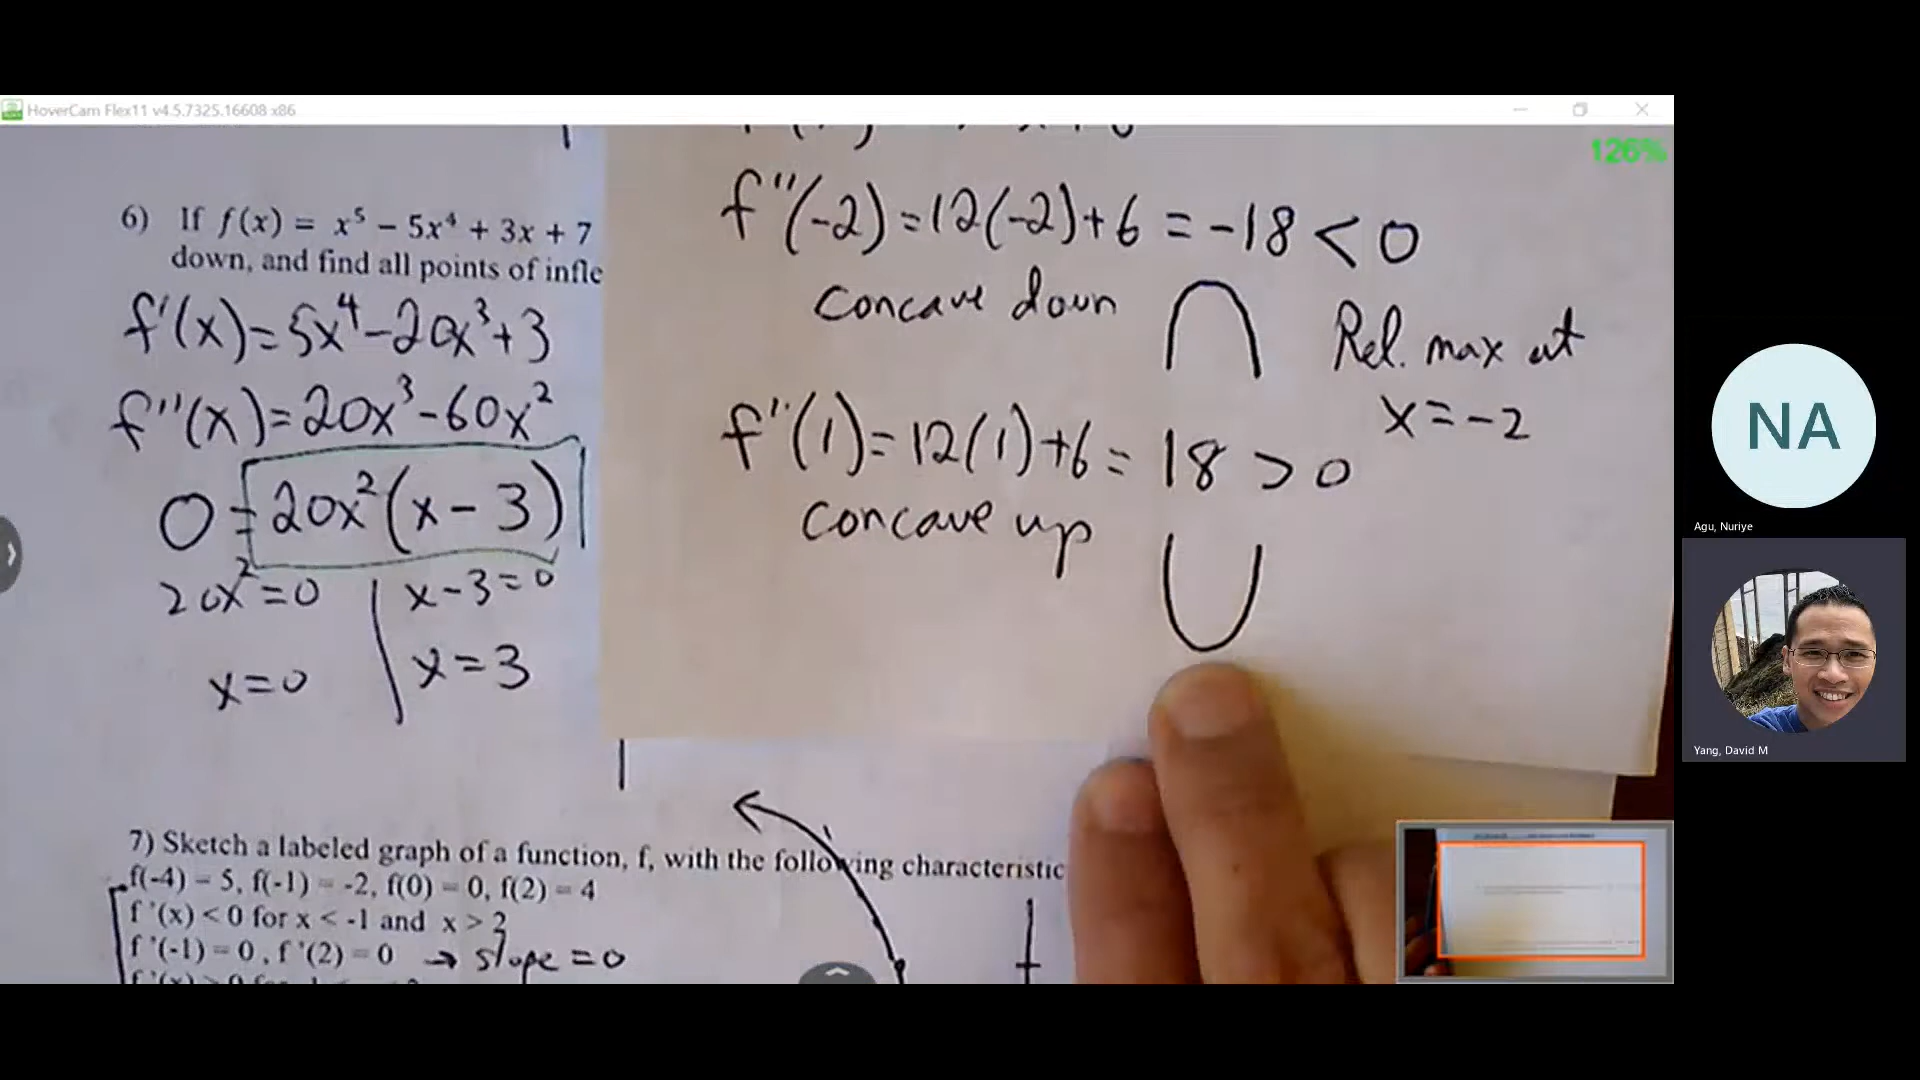 HoverCam Flex11 v4.5.7325.16608 x86
126%
6) If f(x) = x⁵ − 5x⁴ + 3x + 7
down, and find all points of infle
f'(x)=5x⁴-20x³+3
f''(x)=20x³-60x²
0=20x²(x-3)
20x²=0
x=0
x-3=0
x=3
f''(-2)=12(-2)+6=-18<0
concave down
Rel. max at
x=-2
f''(1)=12(1)+6=18>0
concave up
7) Sketch a labeled graph of a function, f, with the following characteristic
f(-4) = 5, f(-1) = -2, f(0) = 0, f(2) = 4
f '(x) < 0 for x < -1 and x > 2
f '(-1) = 0, f '(2) = 0 → slope=0
NA
Agu, Nuriye
Yang, David M